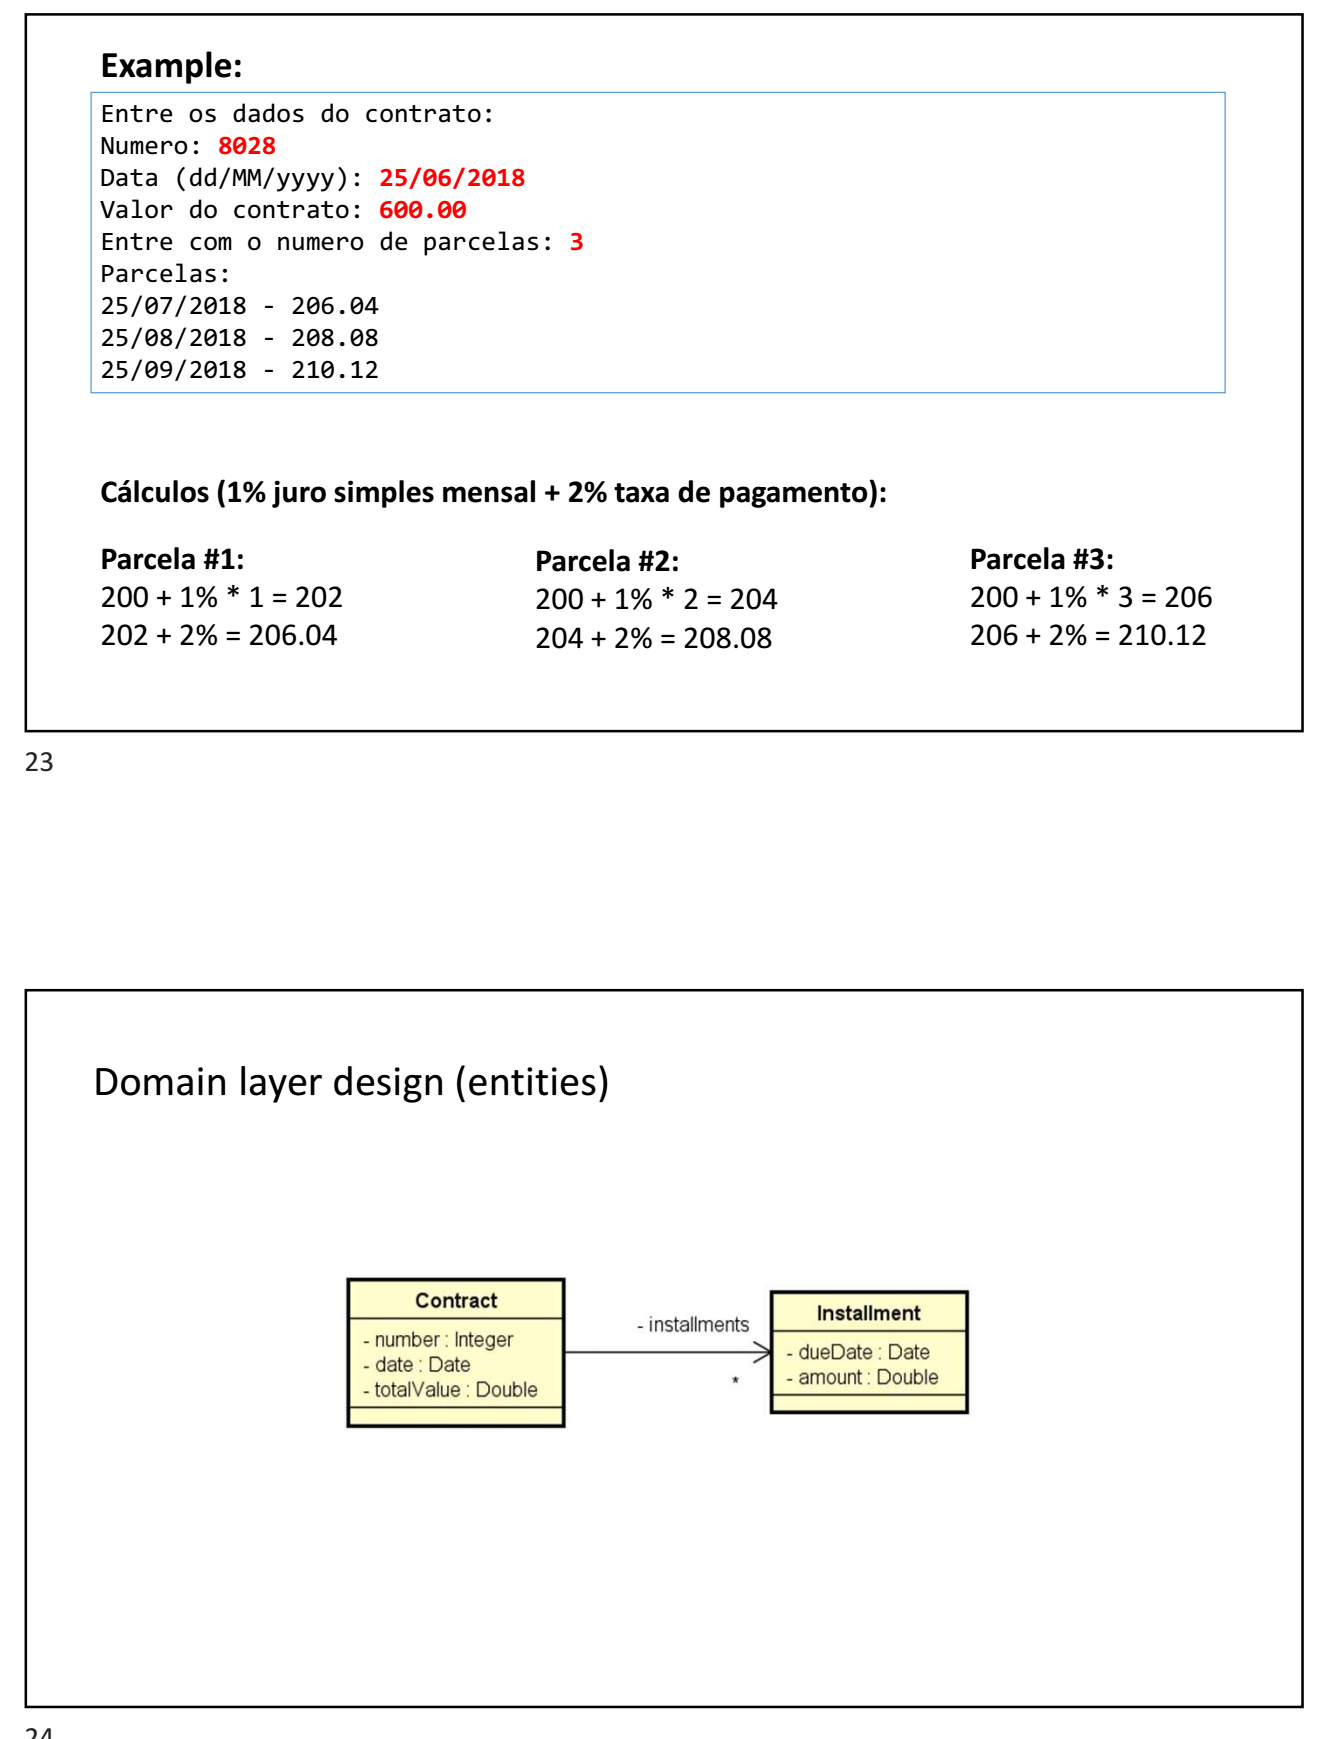 Example:
Entre os dados do contrato:
Numero: 8028
Data (dd/MM/yyyy): 25/06/2018
Valor do contrato: 600.00
Entre com o numero de parcelas: 3
Parcelas:
25/07/2018 - 206.04
25/08/2018 - 208.08
25/09/2018 - 210.12
Cálculos (1% juro simples mensal + 2% taxa de pagamento):
Parcela #1:
200 + 1% * 1 = 202
202 + 2% = 206.04
Parcela #2:
200 + 1% * 2 = 204
204 + 2% = 208.08
Parcela #3:
200 + 1% * 3 = 206
206 + 2% = 210.12
23
Domain layer design (entities)
Contract
- number : Integer
- date : Date
- totalValue : Double
- installments
*
Installment
- dueDate : Date
- amount : Double
24